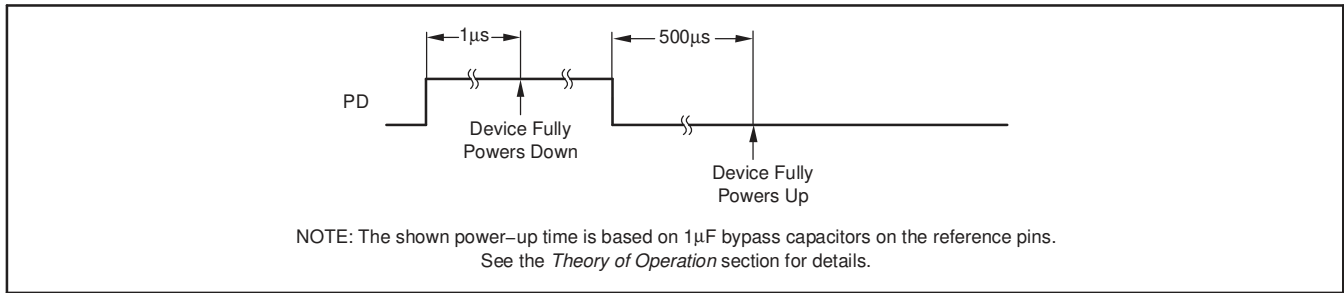 1μs
500μs
PD
Device Fully
Powers Down
Device Fully
Powers Up
NOTE: The shown power−up time is based on 1μF bypass capacitors on the reference pins.
See the Theory of Operation section for details.